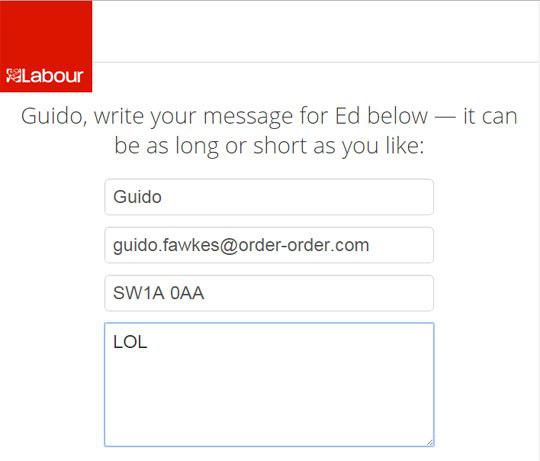 Labour
Guido, write your message for Ed below — it can
be as long or short as you like:
Guido
guido.fawkes@order-order.com
SW1A 0AA
LOL